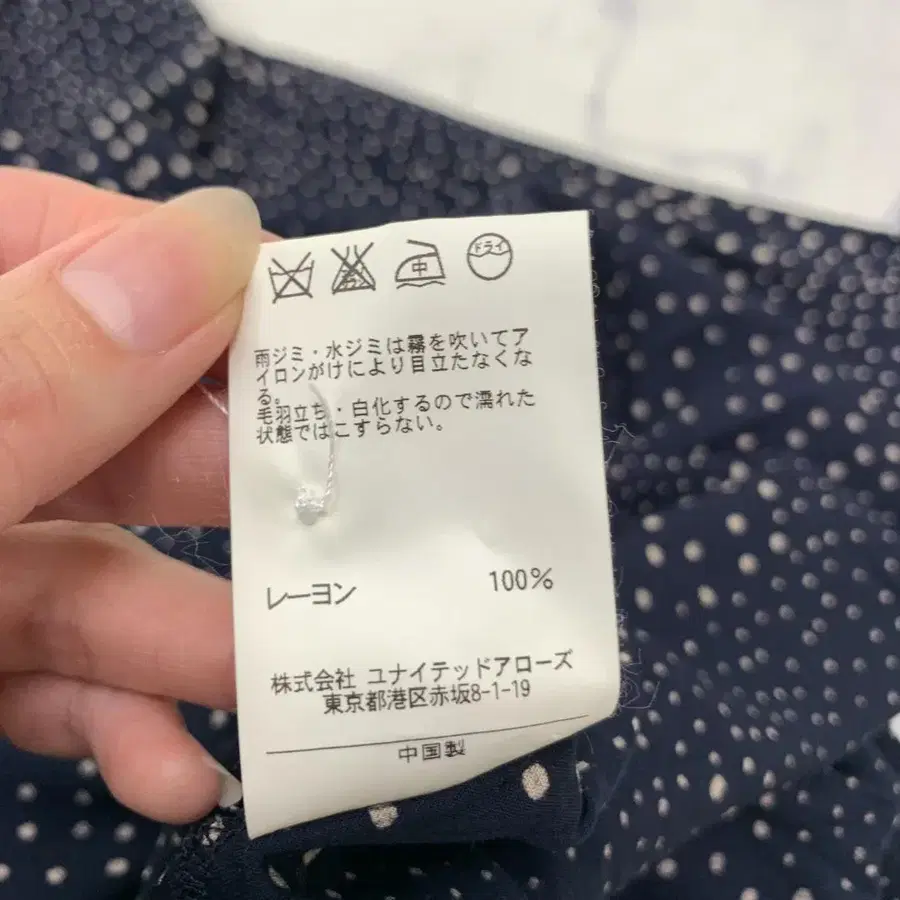 中 ドライ
雨ジミ・水ジミは霧を吹いてア
イロンがけにより目立たなくな
る。
毛羽立ち・白化するので濡れた
状態ではこすらない。
レーヨン 100%
株式会社 ユナイテッドアローズ
東京都港区赤坂8-1-19
中国製